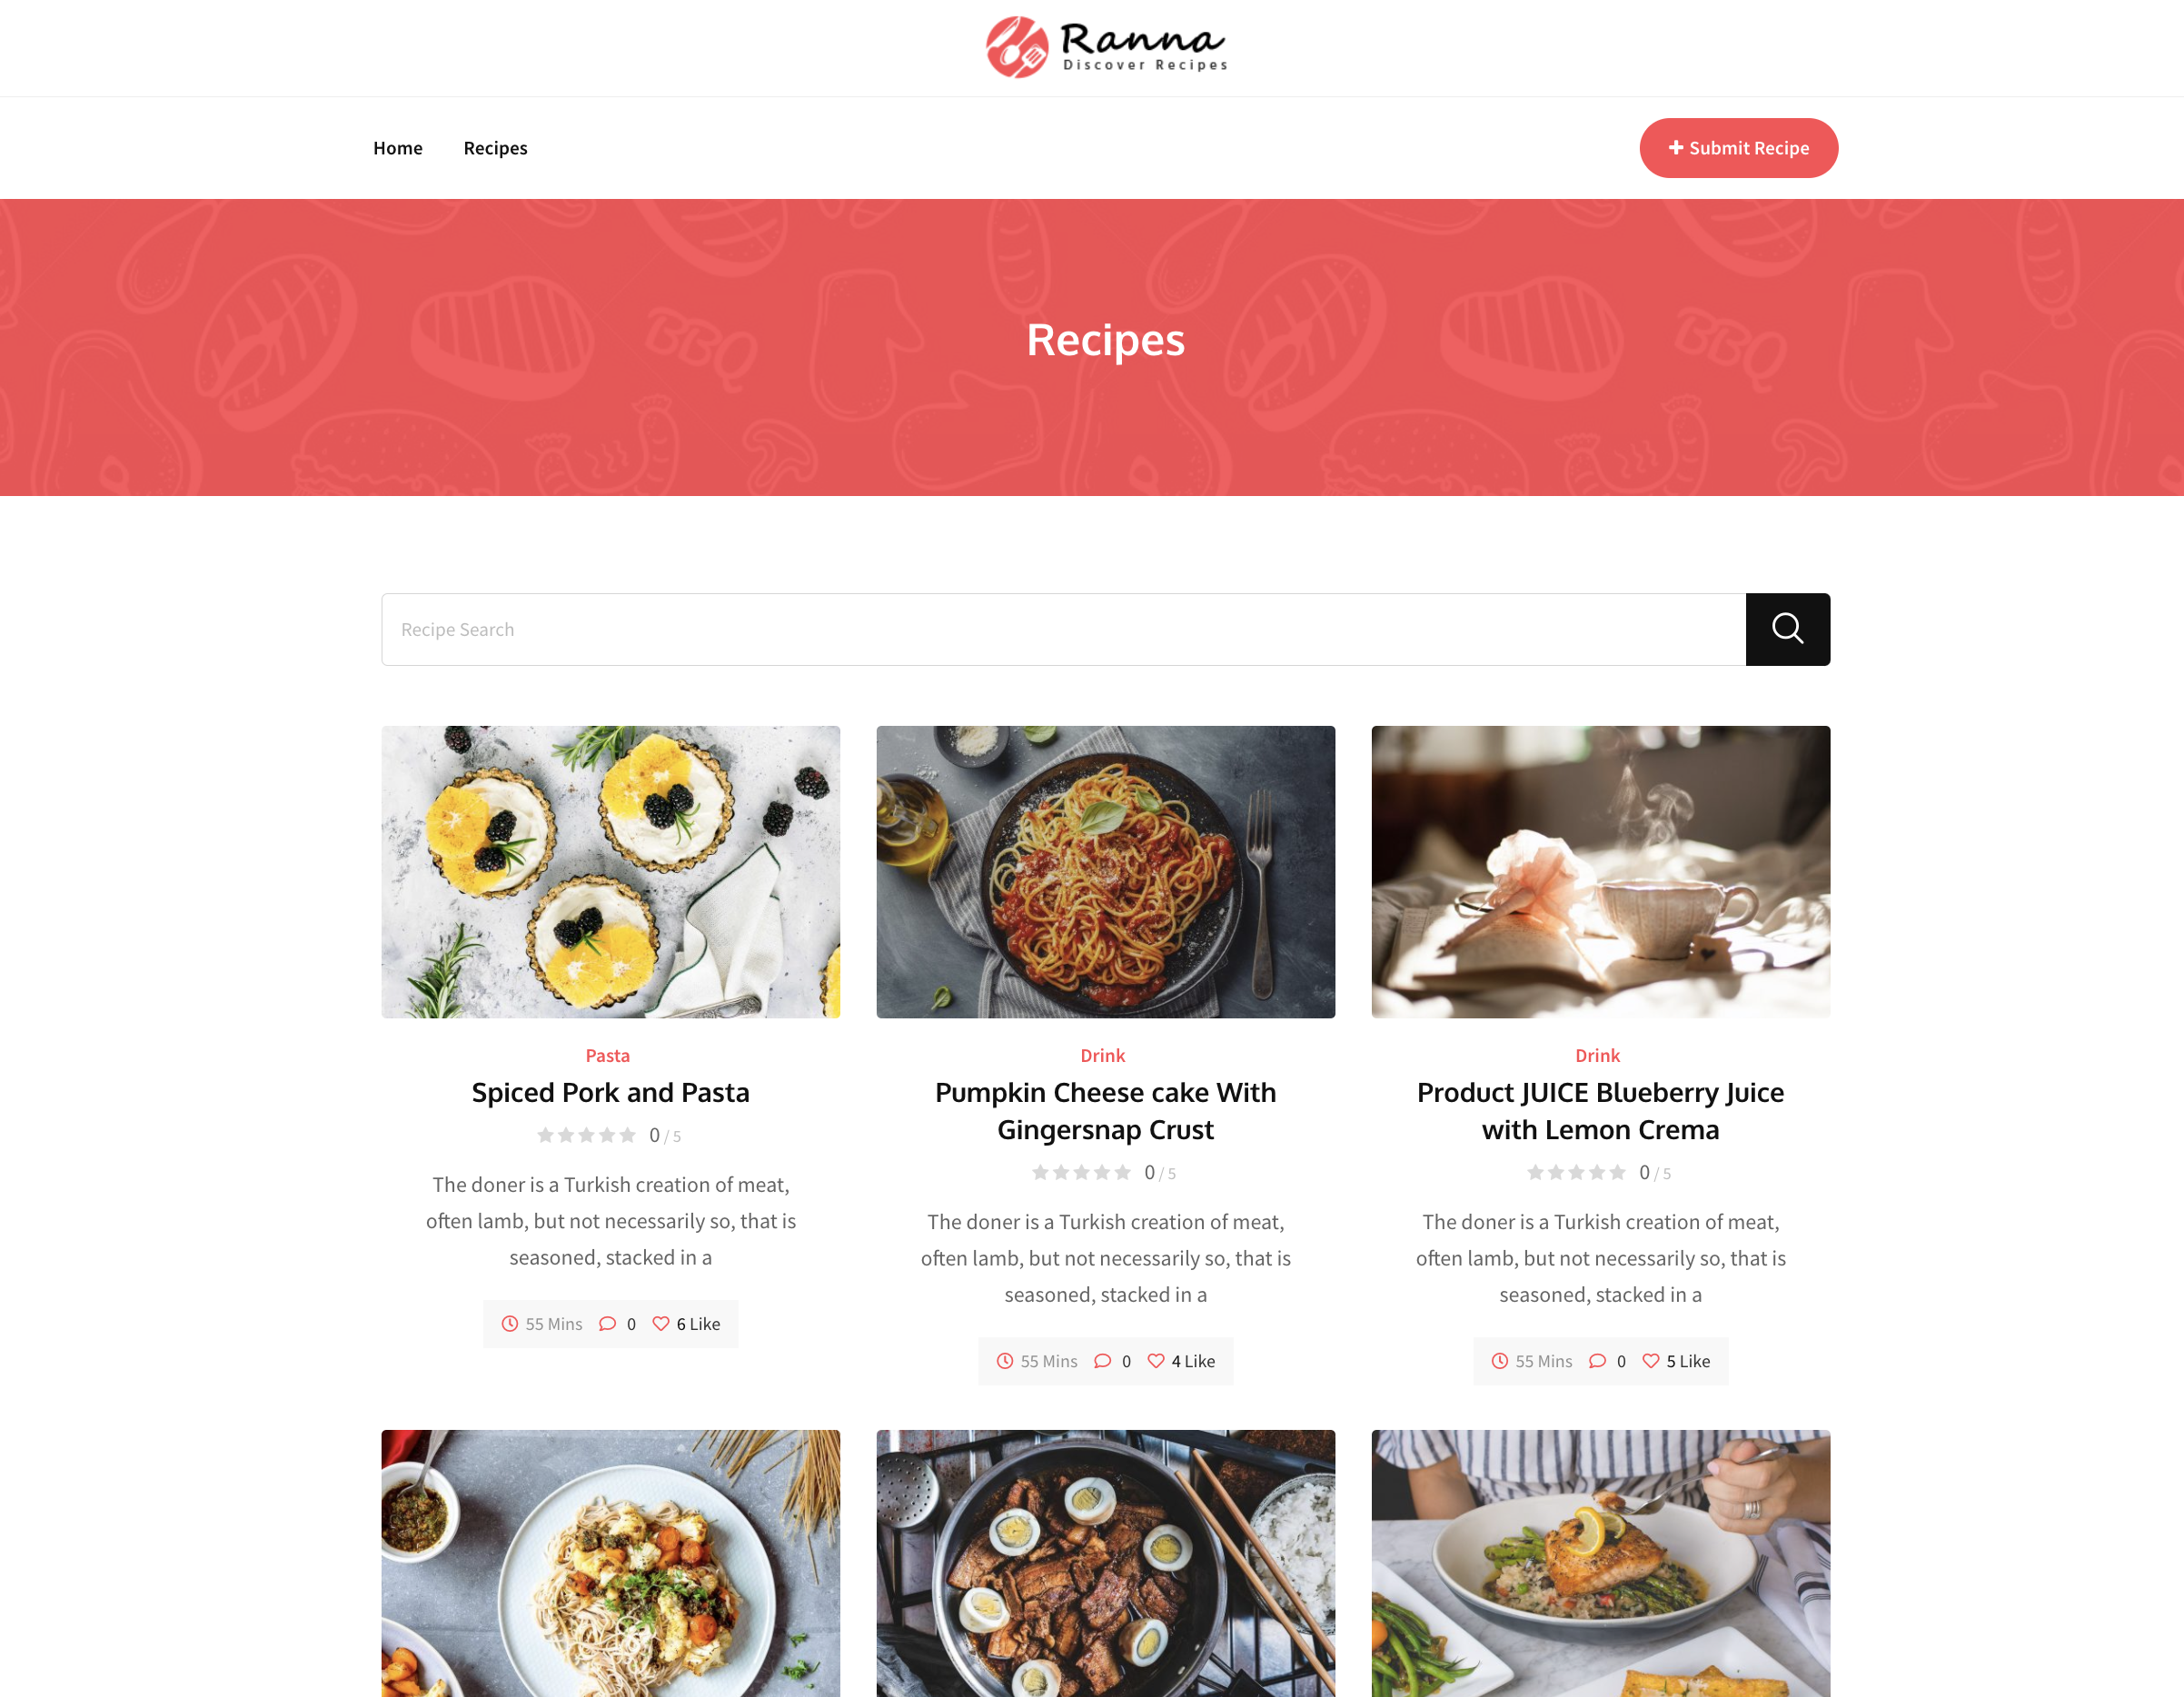 Ranna
Discover Recipes
Home Recipes
Submit Recipe
BBQ BBQ
Recipes
Recipe Search
Pasta
Spiced Pork and Pasta
0 / 5
The doner is a Turkish creation of meat,
often lamb, but not necessarily so, that is
seasoned, stacked in a
55 Mins 0 6 Like
Drink
Pumpkin Cheese cake With
Gingersnap Crust
0 / 5
The doner is a Turkish creation of meat,
often lamb, but not necessarily so, that is
seasoned, stacked in a
55 Mins 0 4 Like
Drink
Product JUICE Blueberry Juice
with Lemon Crema
0 / 5
The doner is a Turkish creation of meat,
often lamb, but not necessarily so, that is
seasoned, stacked in a
55 Mins 0 5 Like